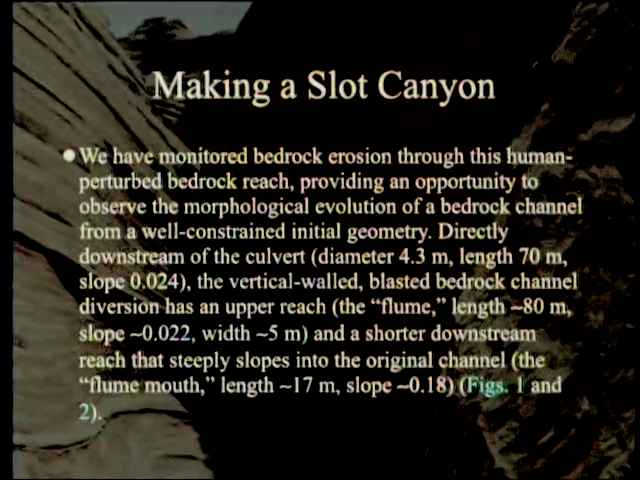 Making a Slot Canyon
We have monitored bedrock erosion through this human-
perturbed bedrock reach, providing an opportunity to
observe the morphological evolution of a bedrock channel
from a well-constrained initial geometry. Directly
downstream of the culvert (diameter 4.3 m, length 70 m,
slope 0.024), the vertical-walled, blasted bedrock channel
diversion has an upper reach (the “flume,” length ~80 m,
slope ~0.022, width ~5 m) and a shorter downstream
reach that steeply slopes into the original channel (the
“flume mouth,” length ~17 m, slope ~0.18) (Figs. 1 and
2).